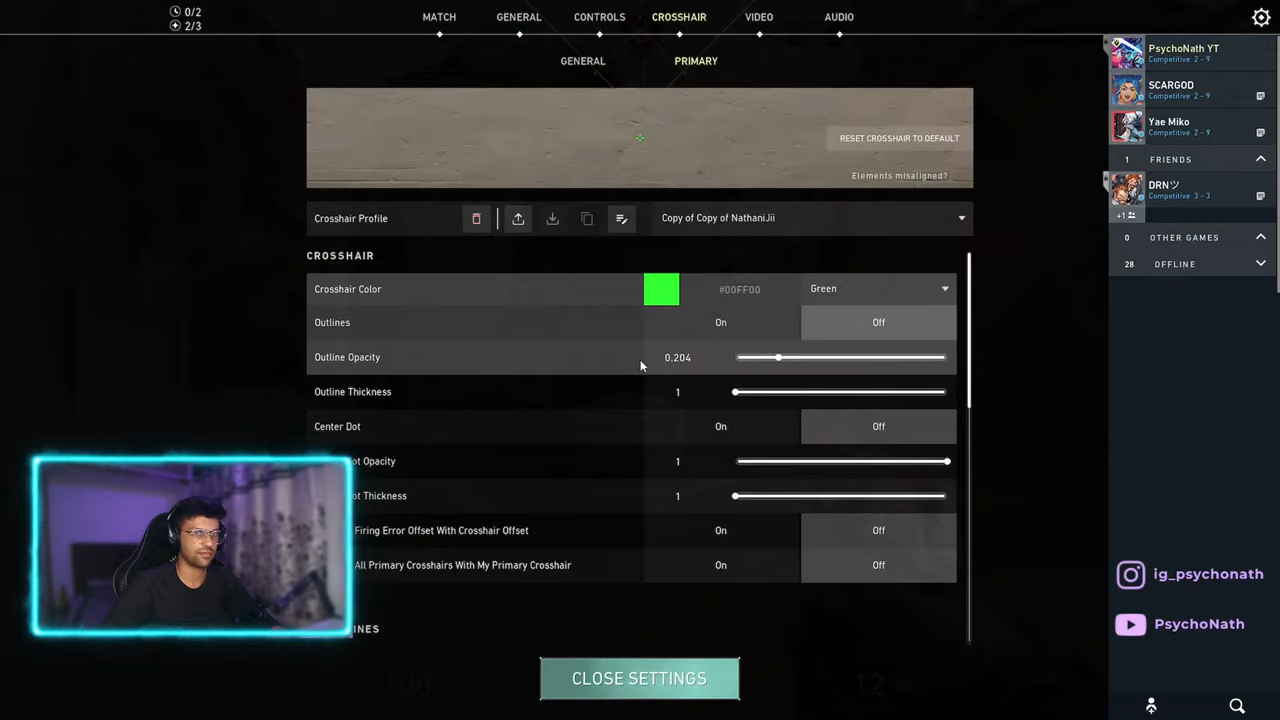 0/2
2/3
MATCH
GENERAL
CONTROLS
CROSSHAIR
VIDEO
AUDIO
GENERAL
PRIMARY
RESET CROSSHAIR TO DEFAULT
Elements misaligned?
Crosshair Profile
Copy of Copy of NathaniJii
CROSSHAIR
Crosshair Color #00FF00 Green
Outlines On Off
Outline Opacity 0.204
Outline Thickness 1
Center Dot On Off
ot Opacity 1
ot Thickness 1
Firing Error Offset With Crosshair Offset On Off
All Primary Crosshairs With My Primary Crosshair On Off
INES
CLOSE SETTINGS
100
12
PsychoNath YT
Competitive 2 - 9
SCARGOD
Competitive 2 - 9
Yae Miko
Competitive 2 - 9
1 FRIENDS
DRNツ
Competitive 3 - 3
+1
0 OTHER GAMES
28 OFFLINE
ig_psychonath
PsychoNath